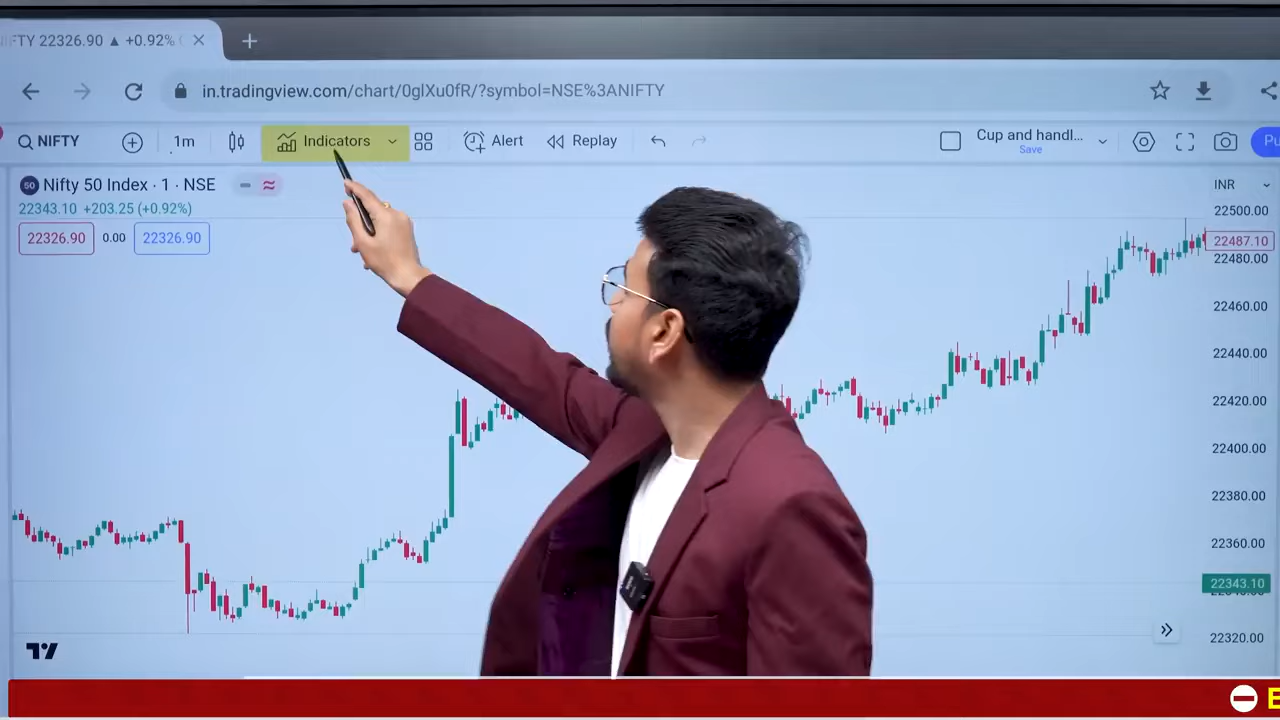 NIFTY 22326.90 ▲ +0.92%
in.tradingview.com/chart/0glXu0fR/?symbol=NSE%3ANIFTY
NIFTY 1m Indicators Alert Replay Cup and handl...
Save
50 Nifty 50 Index · 1 · NSE INR
22343.10 +203.25 (+0.92%) 22500.00
22326.90 0.00 22326.90 22487.10
22480.00
22460.00
22440.00
22420.00
22400.00
22380.00
22360.00
22343.10
22320.00